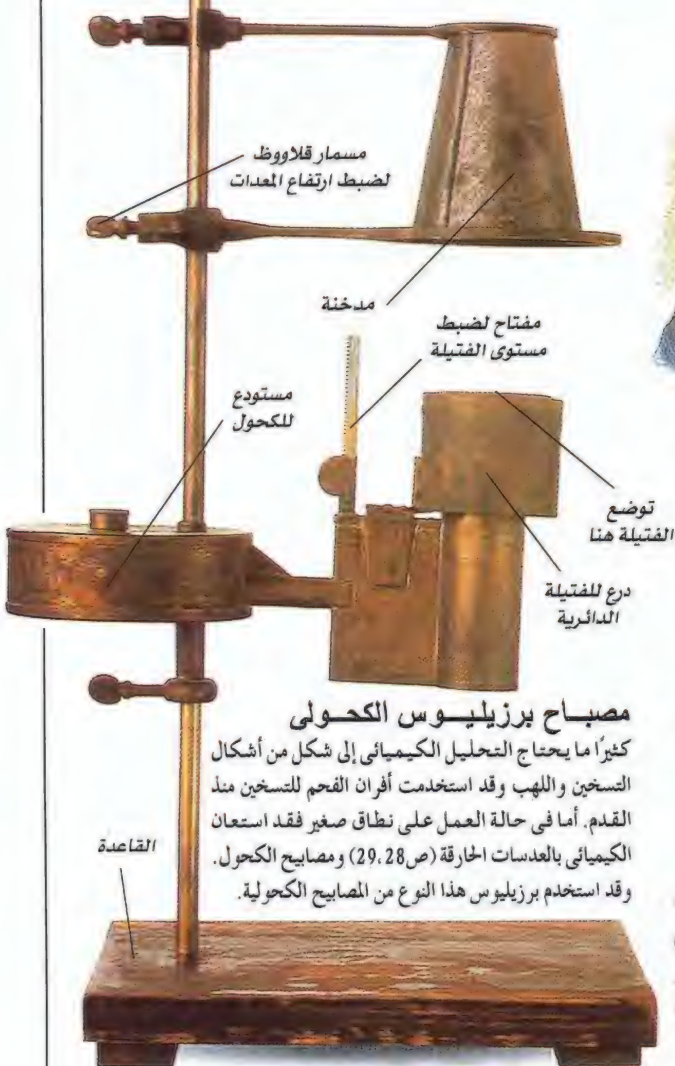 مسمار قلاووظ
لضبط ارتفاع المعدات
مدخنة
مفتاح لضبط
مستوى الفتيلة
مستودع
للكحول
توضع
الفتيلة هنا
درع للفتيلة
الدائرية
مصباح برزيليوس الكحولى
كثيرًا ما يحتاج التحليل الكيميائى إلى شكل من أشكال
التسخين واللهب وقد استخدمت أفران الفحم للتسخين منذ
القدم. أما فى حالة العمل على نطاق صغير فقد استعان
الكيميائى بالعدسات الحارقة (ص28،29) ومصابيح الكحول.
وقد استخدم برزيليوس هذا النوع من المصابيح الكحولية.
القاعدة